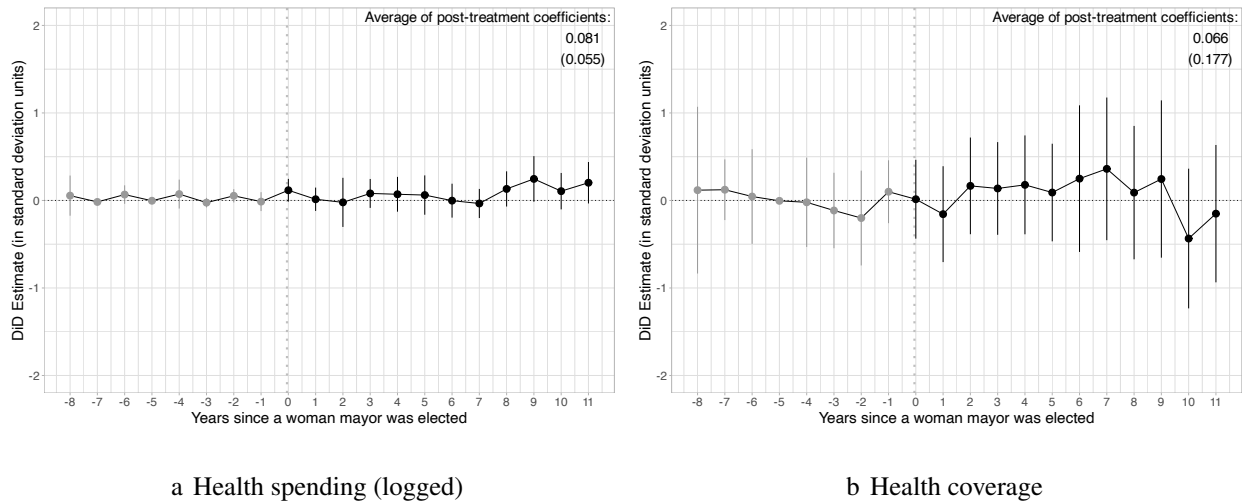 Average of post-treatment coefficients:
0.081
(0.055)
DiD Estimate (in standard deviation units)
2
1
0
-1
-2
-8 -7 -6 -5 -4 -3 -2 -1 0 1 2 3 4 5 6 7 8 9 10 11
Years since a woman mayor was elected
a Health spending (logged)
Average of post-treatment coefficients:
0.066
(0.177)
DiD Estimate (in standard deviation units)
2
1
0
-1
-2
-8 -7 -6 -5 -4 -3 -2 -1 0 1 2 3 4 5 6 7 8 9 10 11
Years since a woman mayor was elected
b Health coverage